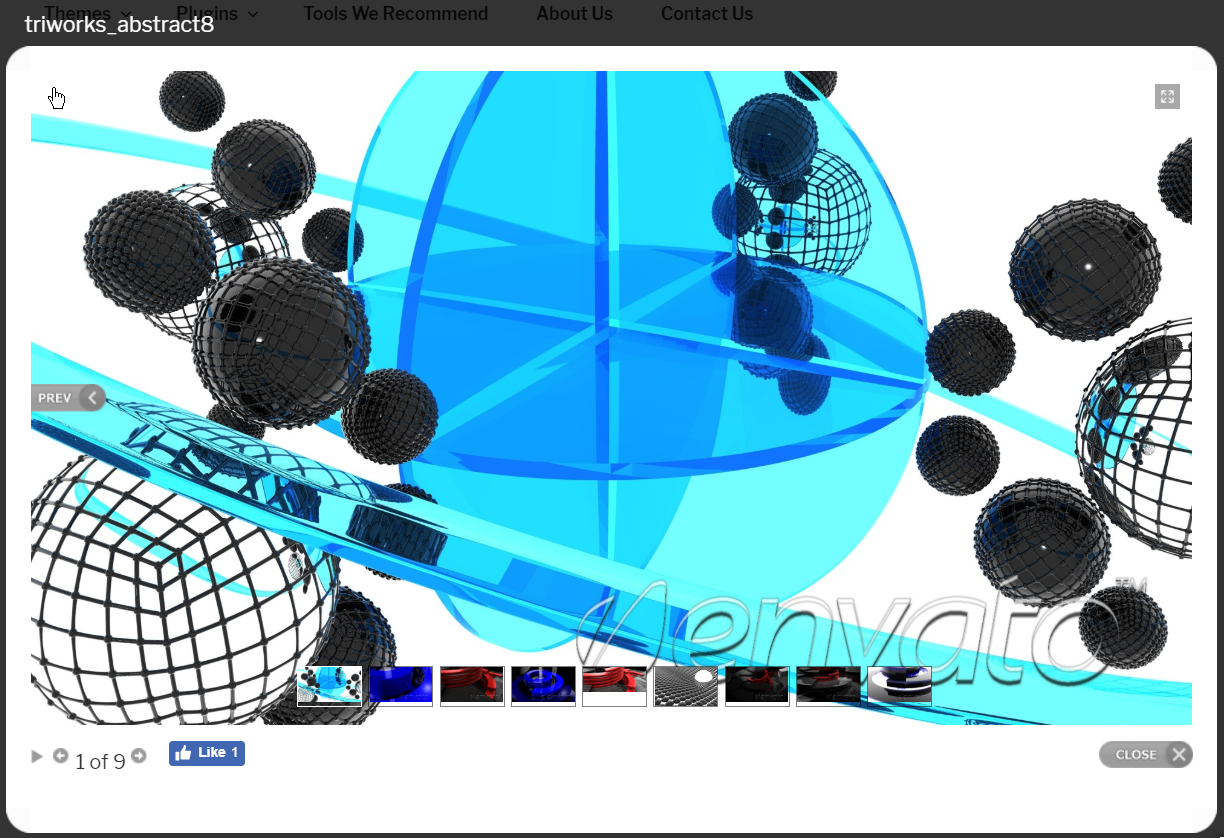 Themes Plugins Tools We Recommend About Us Contact Us
triworks_abstract8
PREV
envato™
1 of 9
Like 1
CLOSE